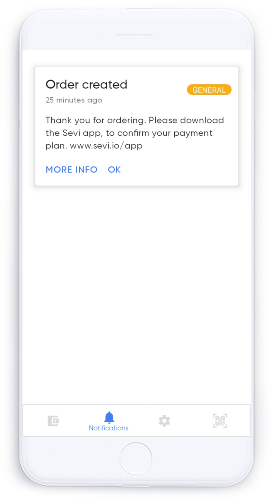 Order created
GENERAL
25 minutes ago
Thank you for ordering. Please download
the Sevi app, to confirm your payment
plan. www.sevi.io/app
MORE INFO OK
Notifications